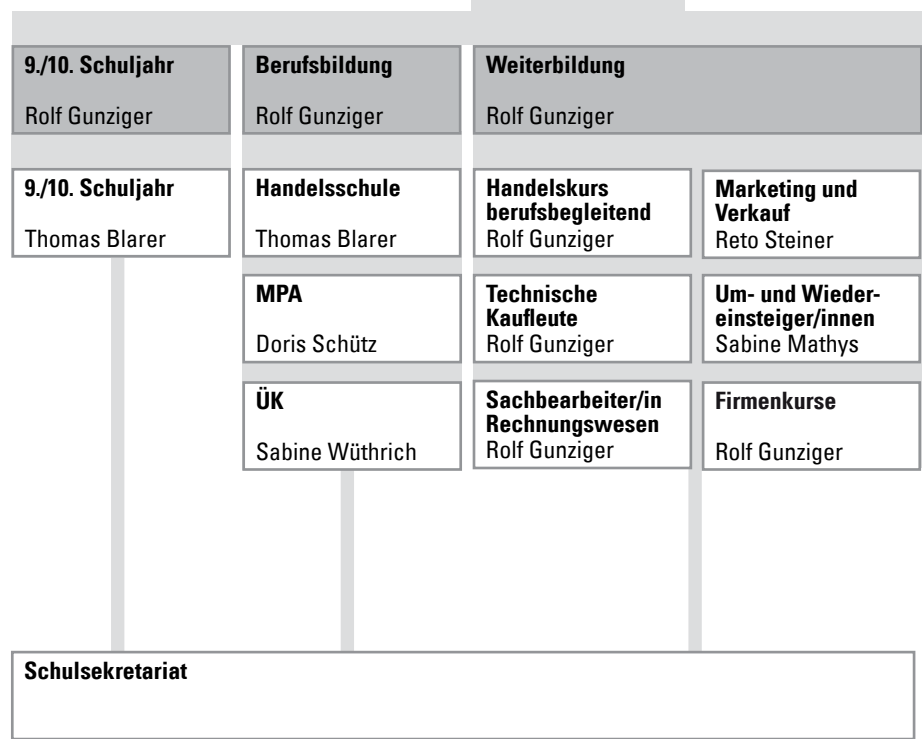 9./10. Schuljahr
Rolf Gunziger
Berufsbildung
Rolf Gunziger
Weiterbildung
Rolf Gunziger
9./10. Schuljahr
Thomas Blarer
Handelsschule
Thomas Blarer
Handelskurs
berufsbegleitend
Rolf Gunziger
Marketing und
Verkauf
Reto Steiner
MPA
Doris Schütz
Technische
Kaufleute
Rolf Gunziger
Um- und Wieder-
einsteiger/innen
Sabine Mathys
ÜK
Sabine Wüthrich
Sachbearbeiter/in
Rechnungswesen
Rolf Gunziger
Firmenkurse
Rolf Gunziger
Schulsekretariat